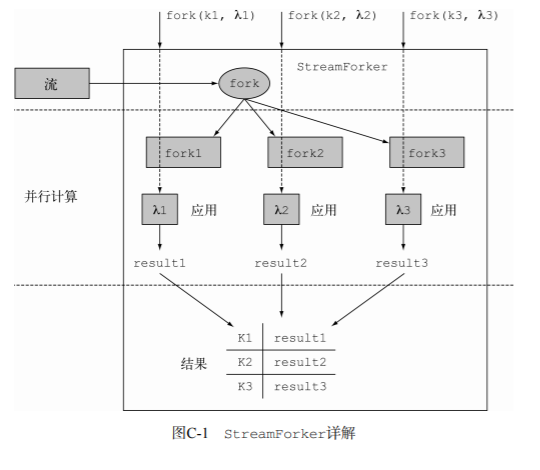 fork(k1, λ1) fork(k2, λ2) fork(k3, λ3)
StreamForker
流
fork
fork1 fork2 fork3
并行计算
λ1 应用 λ2 应用 λ3 应用
result1 result2 result3
K1 result1
结果 K2 result2
K3 result3
图C-1 StreamForker详解